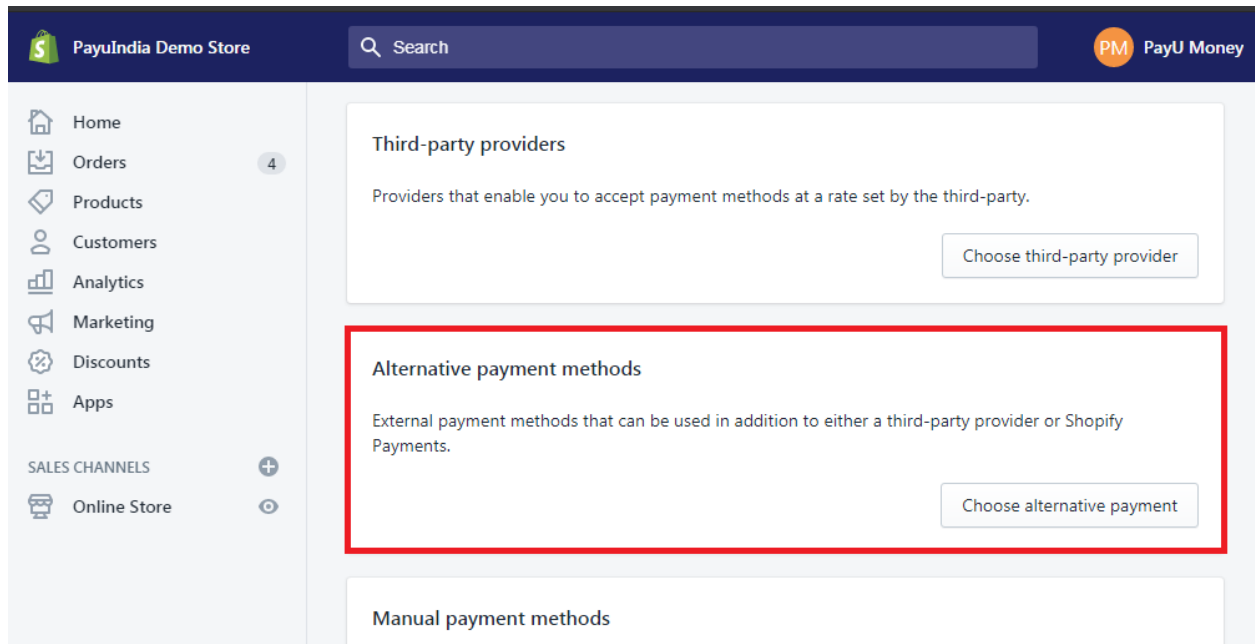 PayuIndia Demo Store
Search
PM
PayU Money
Home
Orders
4
Products
Customers
Analytics
Marketing
Discounts
Apps
SALES CHANNELS
Online Store
Third-party providers
Providers that enable you to accept payment methods at a rate set by the third-party.
Choose third-party provider
Alternative payment methods
External payment methods that can be used in addition to either a third-party provider or Shopify
Payments.
Choose alternative payment
Manual payment methods